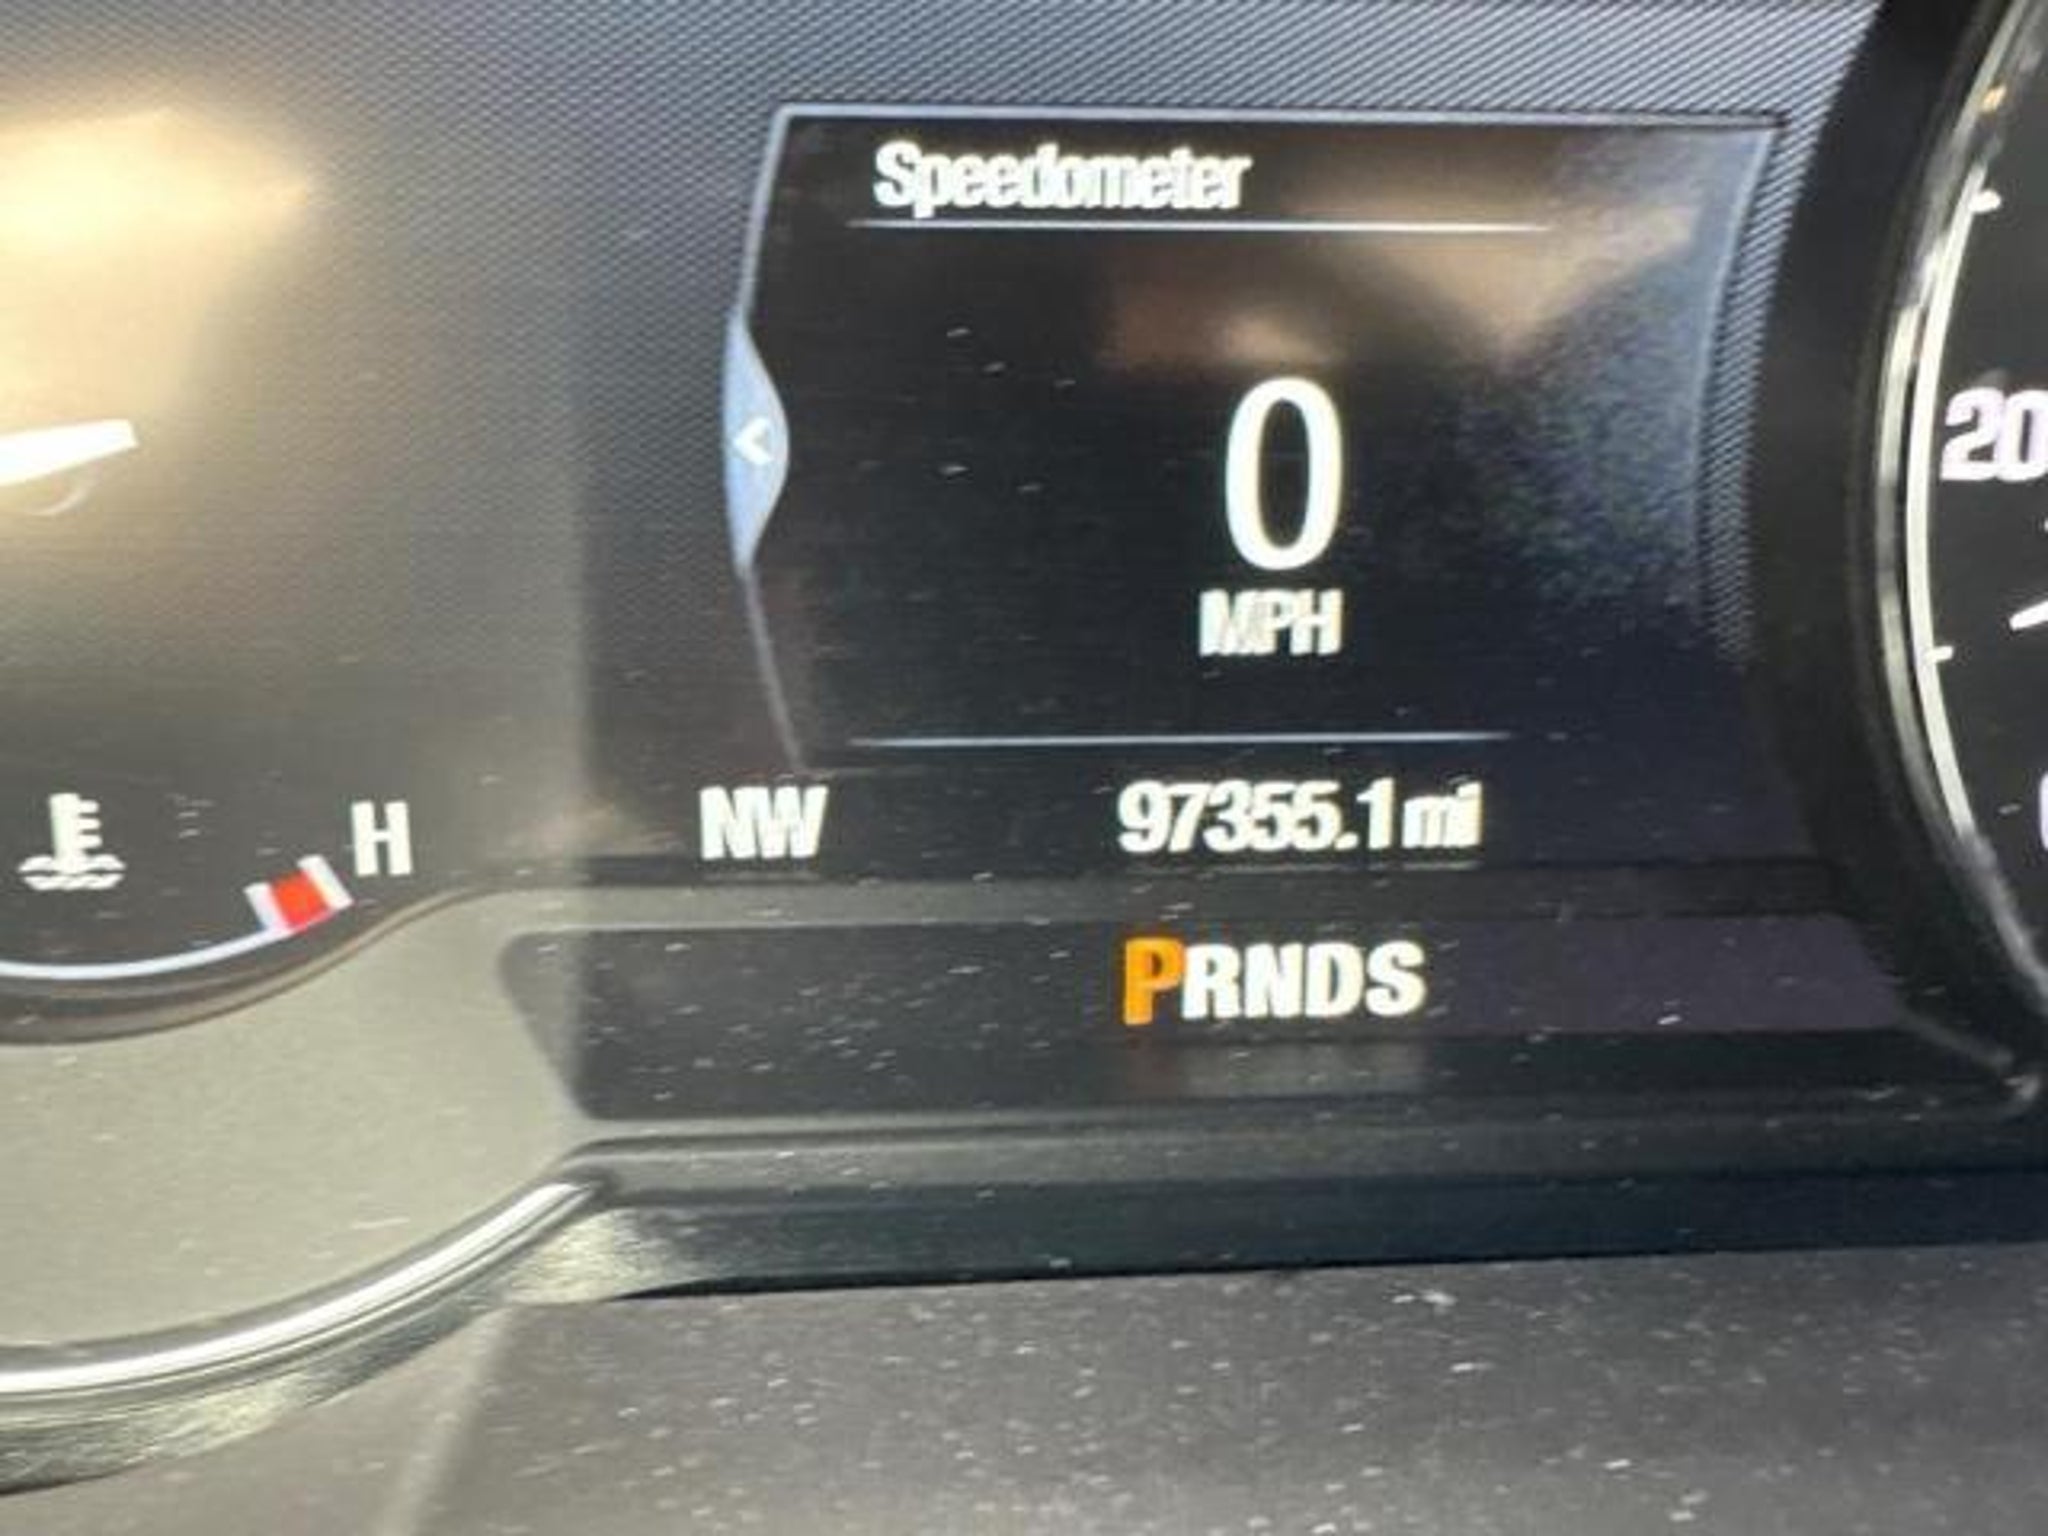 Speedometer
0
MPH
20
H
NW 97355.1 mi
PRNDS